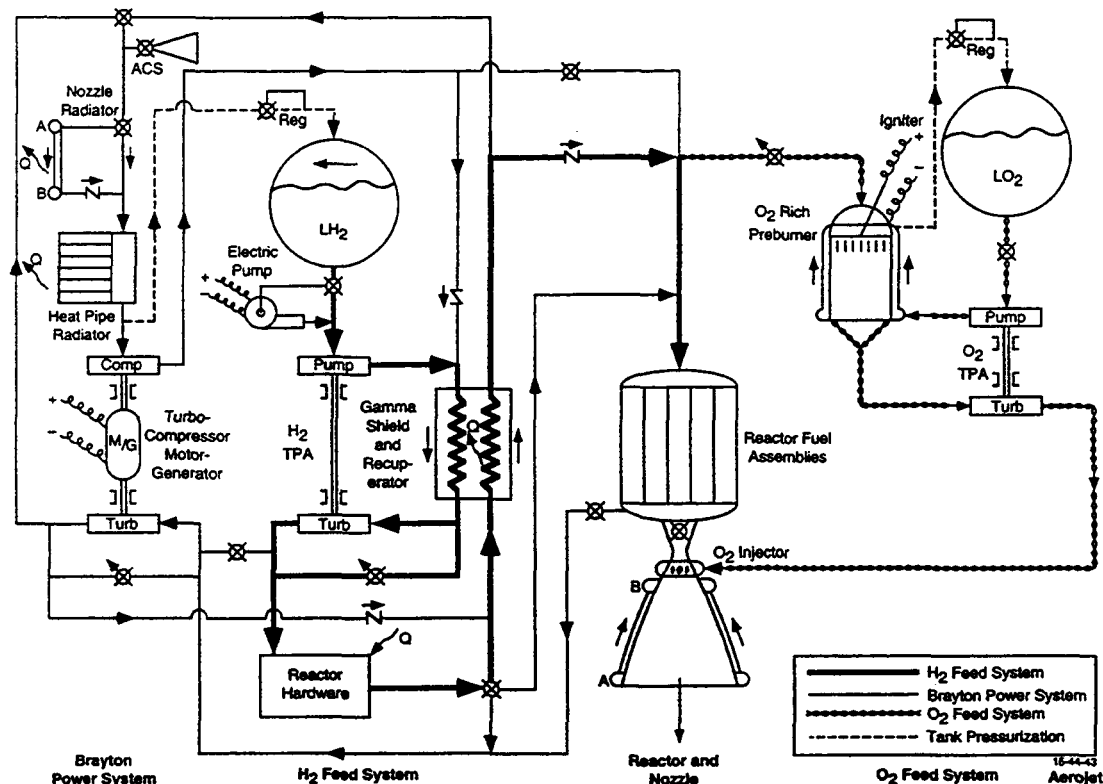 ACS
Reg
Reg
Nozzle
Radiator
A
B
Q
Q
Igniter
+
−
LH2
LO2
O2 Rich
Preburner
Electric
Pump
+
−
Heat Pipe
Radiator
Comp
Pump
Pump
O2
TPA
Turb
+
−
M/G
Turbo-
Compressor
Motor-
Generator
H2
TPA
Gamma
Shield
and
Recup-
erator
Q
Reactor Fuel
Assemblies
Turb
Turb
O2 Injector
B
A
Q
Reactor
Hardware
H2 Feed System
Brayton Power System
O2 Feed System
Tank Pressurization
Brayton
Power System
H2 Feed System
Reactor and
Nozzle
O2 Feed System
16-44-43
Aerojet